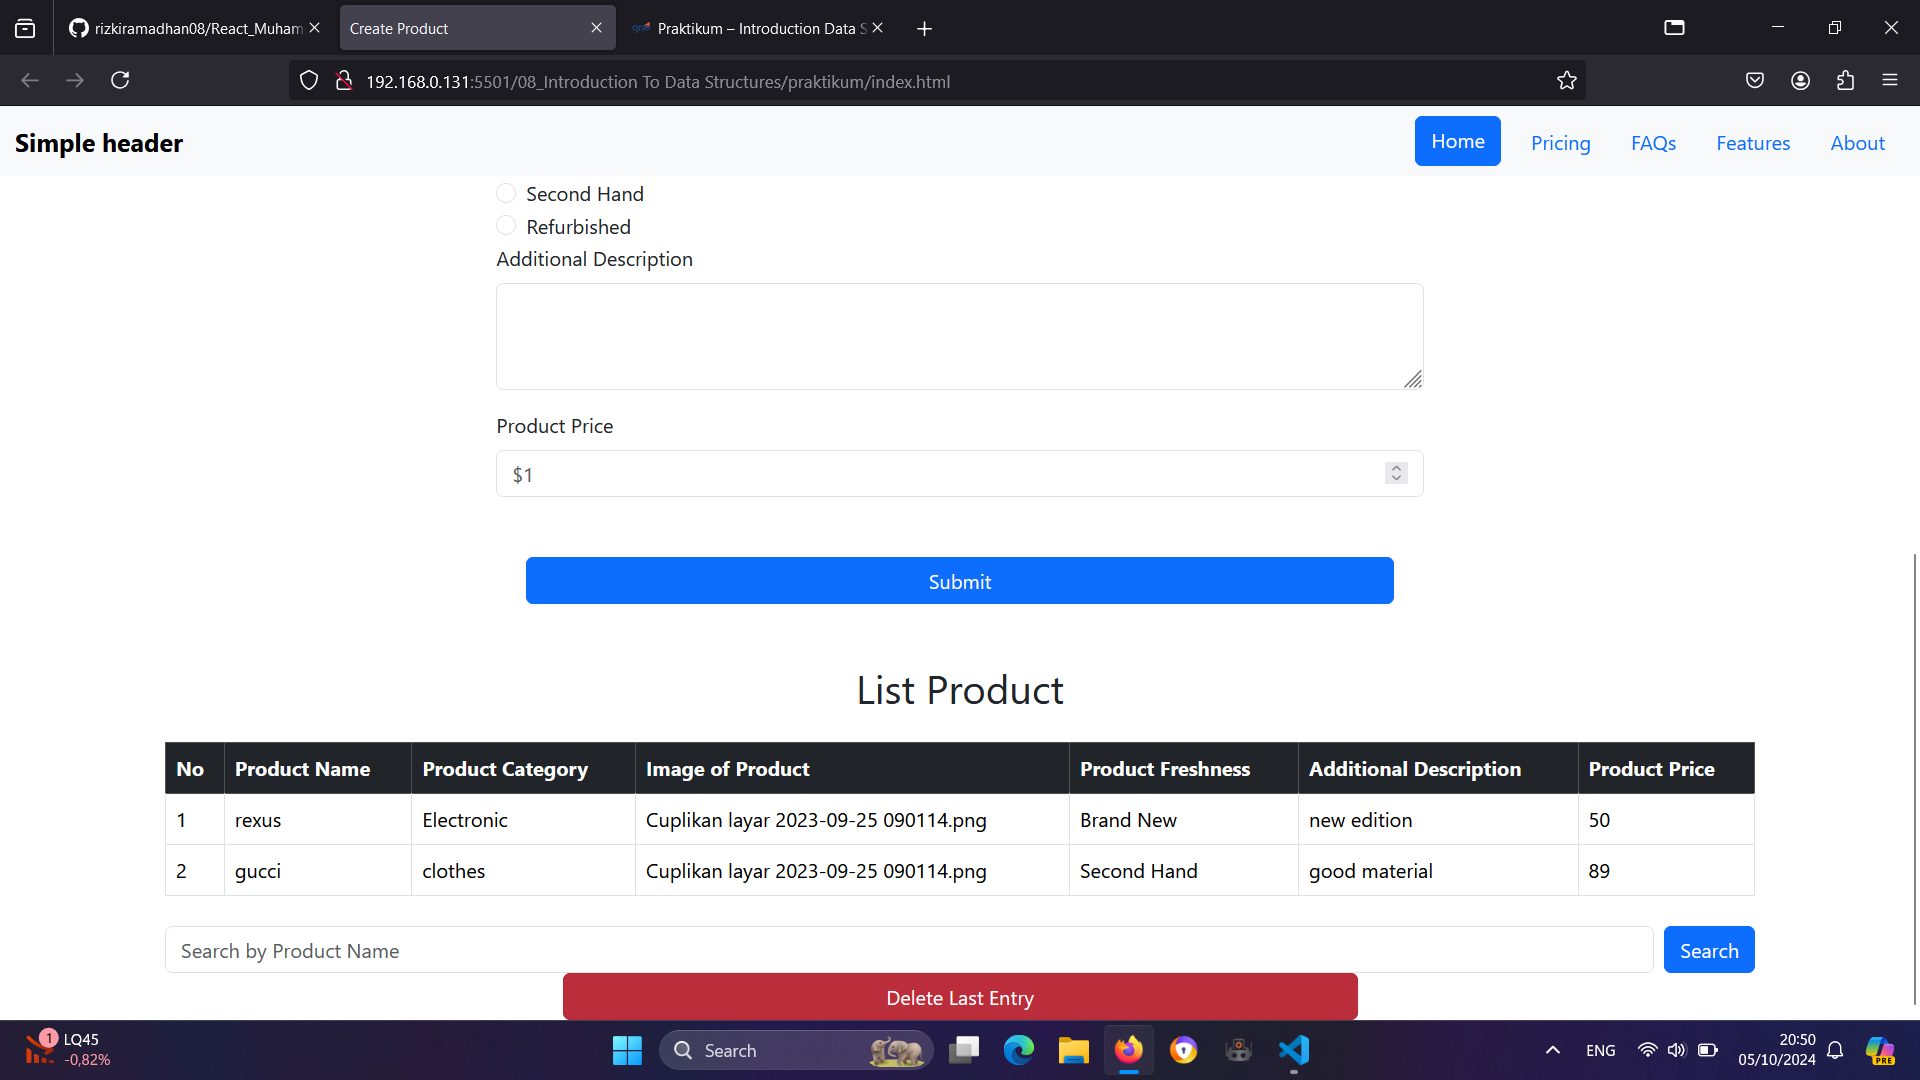 rizkiramadhan08/React_Muham
Create Product
Praktikum – Introduction Data S
192.168.0.131:5501/08_Introduction To Data Structures/praktikum/index.html
Simple header
Home
Pricing
FAQs
Features
About
Second Hand
Refurbished
Additional Description
Product Price
$1
Submit
List Product
No Product Name Product Category Image of Product Product Freshness Additional Description Product Price
1 rexus Electronic Cuplikan layar 2023-09-25 090114.png Brand New new edition 50
2 gucci clothes Cuplikan layar 2023-09-25 090114.png Second Hand good material 89
Search by Product Name
Search
Delete Last Entry
1
LQ45
-0,82%
Search
ENG
20:50
05/10/2024
PRE